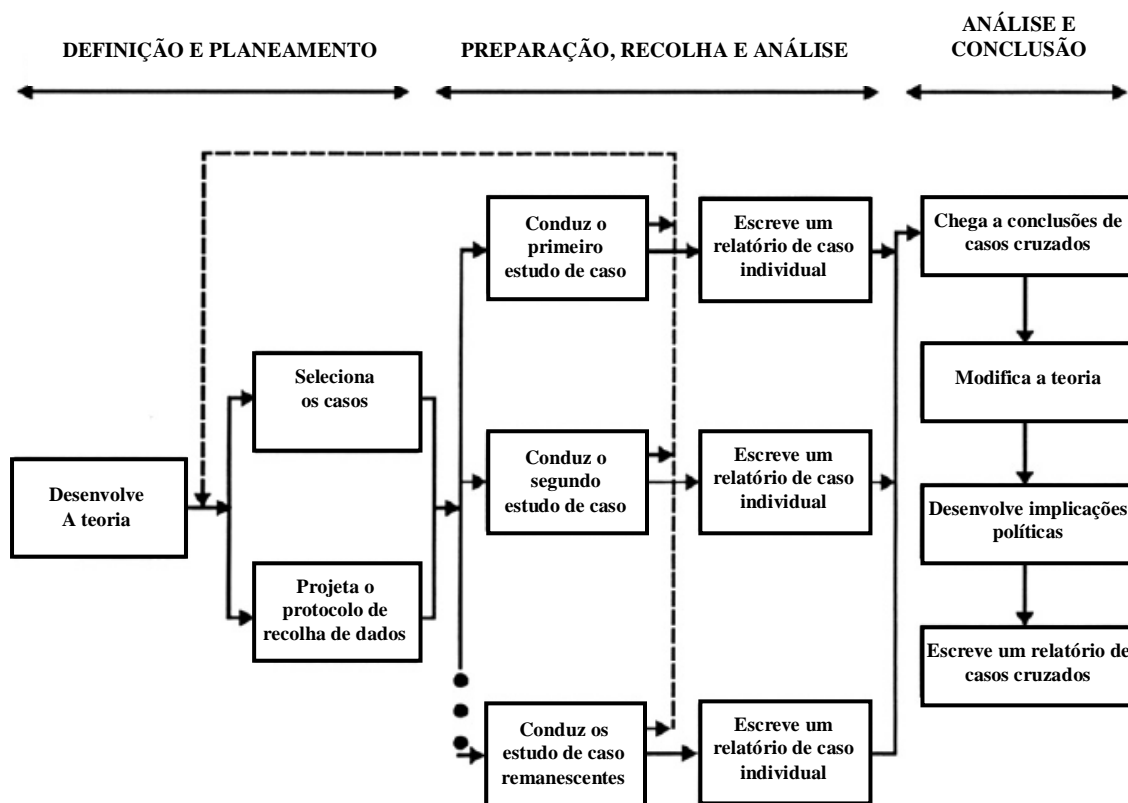 DEFINIÇÃO E PLANEAMENTO
PREPARAÇÃO, RECOLHA E ANÁLISE
ANÁLISE E
CONCLUSÃO
Desenvolve
A teoria
Seleciona
os casos
Projeta o
protocolo de
recolha de dados
Conduz o
primeiro
estudo de caso
Escreve um
relatório de caso
individual
Conduz o
segundo
estudo de caso
Escreve um
relatório de caso
individual
Conduz os
estudo de caso
remanescentes
Escreve um
relatório de caso
individual
Chega a conclusões de
casos cruzados
Modifica a teoria
Desenvolve implicações
políticas
Escreve um relatório de
casos cruzados